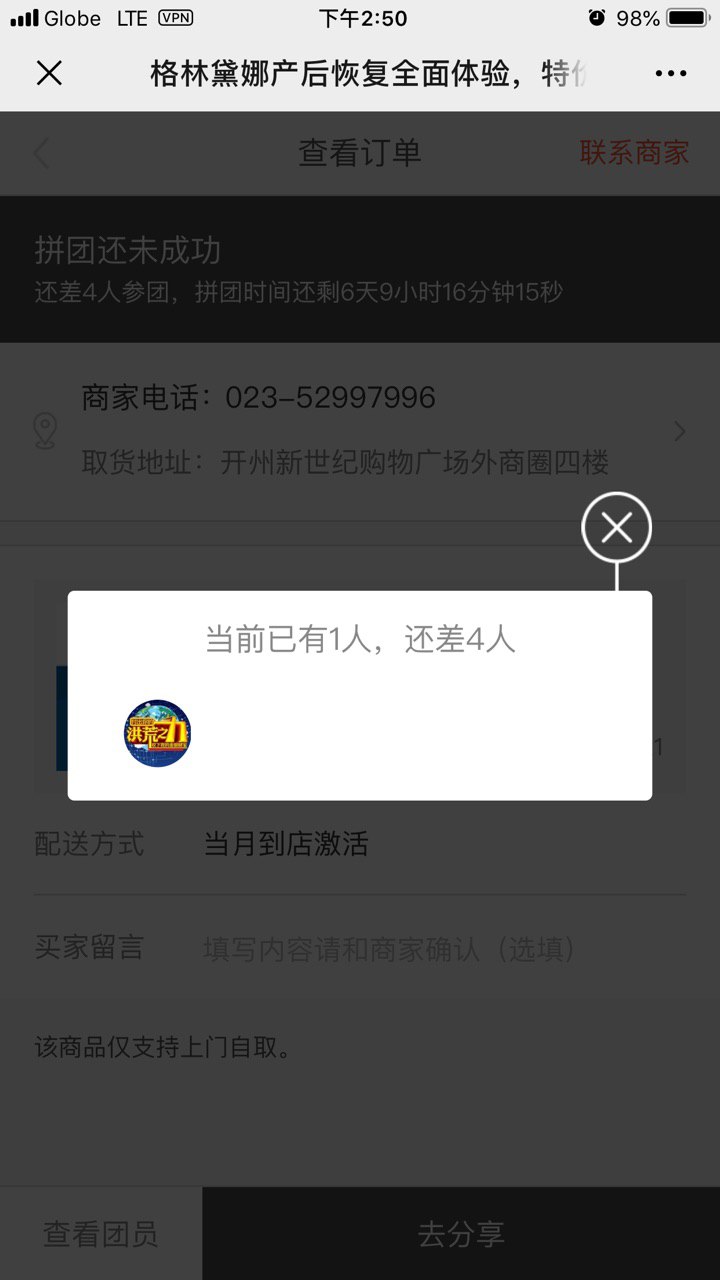 Globe LTE VPN 下午2:50 98%
格林黛娜产后恢复全面体验，特
查看订单 联系商家
拼团还未成功
还差4人参团，拼团时间还剩6天9小时16分钟15秒
商家电话：023-52997996
取货地址：开州新世纪购物广场外商圈四楼
当前已有1人，还差4人
洪荒之力
1
配送方式 当月到店激活
买家留言 填写内容请和商家确认（选填）
该商品仅支持上门自取。
查看团员 去分享